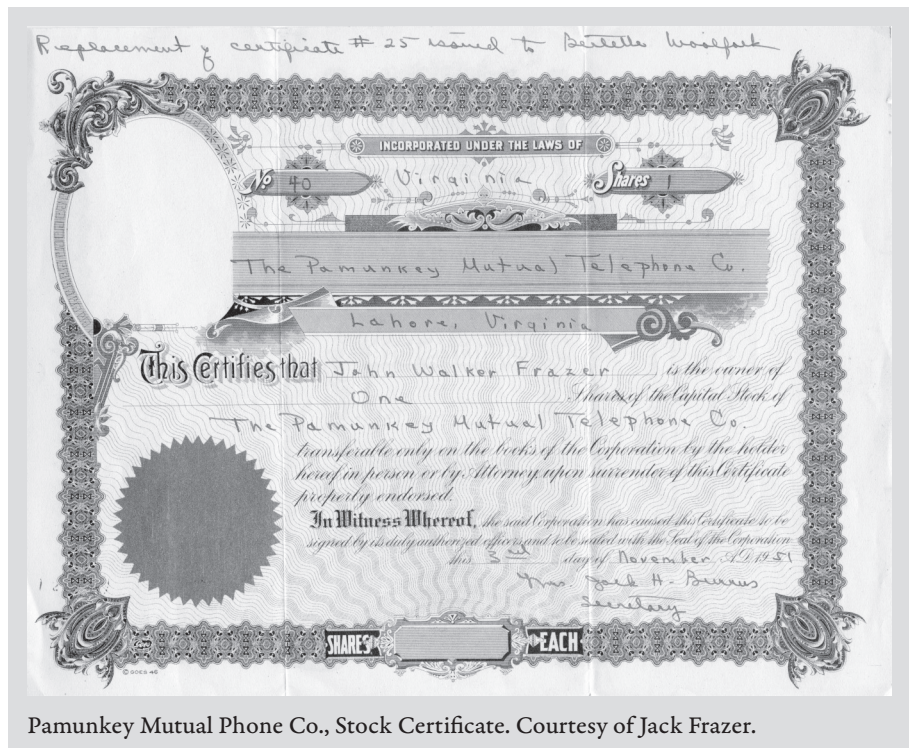 Replacement of certificate # 25 issued to Bertelle Woolfork
INCORPORATED UNDER THE LAWS OF
No 40 Virginia Shares 1
The Pamunkey Mutual Telephone Co.
Lahore, Virginia
This Certifies that John Walker Frazer is the owner of
One Shares of the Capital Stock of
The Pamunkey Mutual Telephone Co.
transferable only on the books of the Corporation by the holder
hereof in person or by Attorney upon surrender of this Certificate
properly endorsed.
In Witness Whereof, the said Corporation has caused this Certificate to be
signed by its duly authorized officers and to be sealed with the Seal of the Corporation
this 3rd day of November A.D. 1951
Mrs. Jack H. Burrus
Secretary
SHARES EACH
© GOES 46
Pamunkey Mutual Phone Co., Stock Certificate. Courtesy of Jack Frazer.